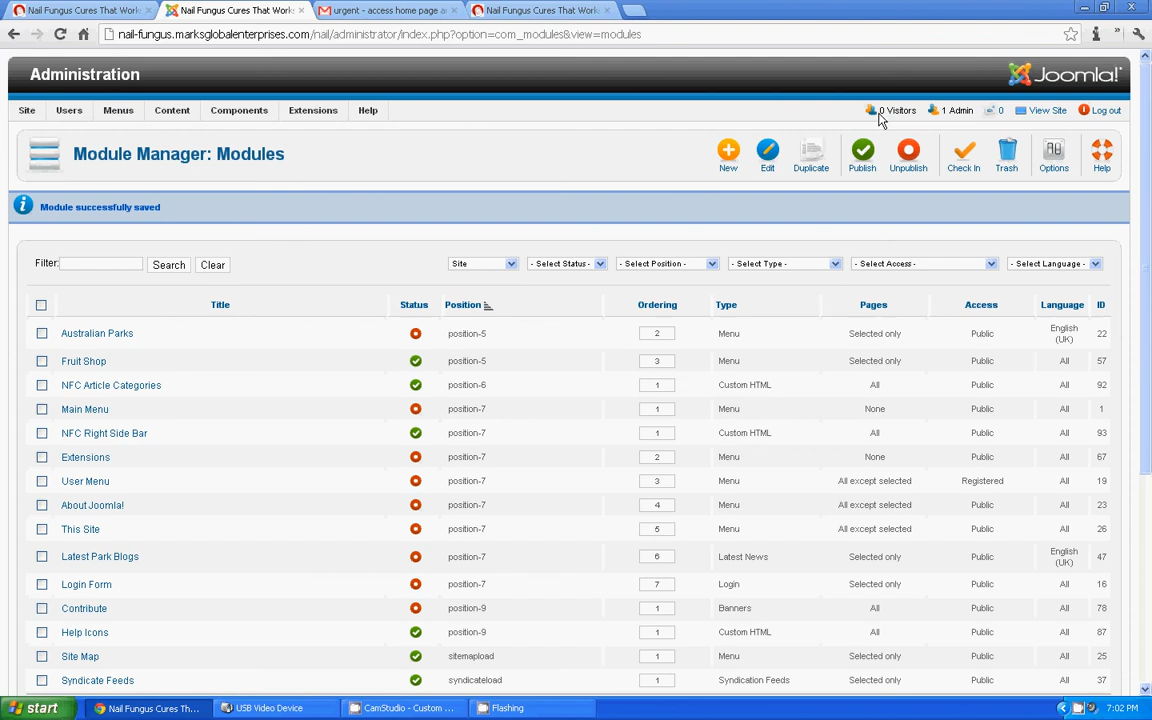 Nail Fungus Cures That Work
Nail Fungus Cures That Work
urgent - access home page a
Nail Fungus Cures That Work
nail-fungus.marksglobalenterprises.com/nail/administrator/index.php?option=com_modules&view=modules
Administration
Joomla!
Site Users Menus Content Components Extensions Help
0 Visitors 1 Admin 0 View Site Log out
Module Manager: Modules
New Edit Duplicate Publish Unpublish Check In Trash Options Help
Module successfully saved
Filter: Search Clear Site - Select Status - - Select Position - - Select Type - - Select Access - - Select Language -
Title Status Position Ordering Type Pages Access Language ID
Australian Parks position-5 2 Menu Selected only Public English (UK) 22
Fruit Shop position-5 3 Menu Selected only Public All 57
NFC Article Categories position-6 1 Custom HTML All Public All 92
Main Menu position-7 1 Menu None Public All 1
NFC Right Side Bar position-7 1 Custom HTML All Public All 93
Extensions position-7 2 Menu None Public All 67
User Menu position-7 3 Menu All except selected Registered All 19
About Joomla! position-7 4 Menu All except selected Public All 23
This Site position-7 5 Menu All except selected Public All 26
Latest Park Blogs position-7 6 Latest News Selected only Public English (UK) 47
Login Form position-7 7 Login Selected only Public All 16
Contribute position-9 1 Banners All Public All 78
Help Icons position-9 1 Custom HTML All Public All 87
Site Map sitemapload 1 Menu Selected only Public All 25
Syndicate Feeds syndicateload 1 Syndication Feeds Selected only Public All 37
start Nail Fungus Cures Th... USB Video Device CamStudio - Custom ... Flashing 7:02 PM